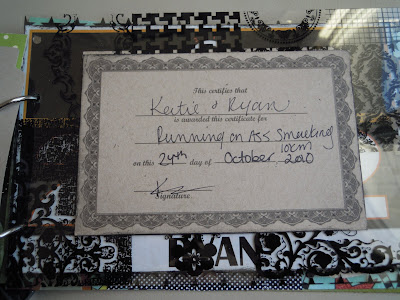 This certifies that
Katie & Ryan
is awarded this certificate for
Running an Ass Smacking
10km
on this 24th day of October, 2010
Signature
RYAN